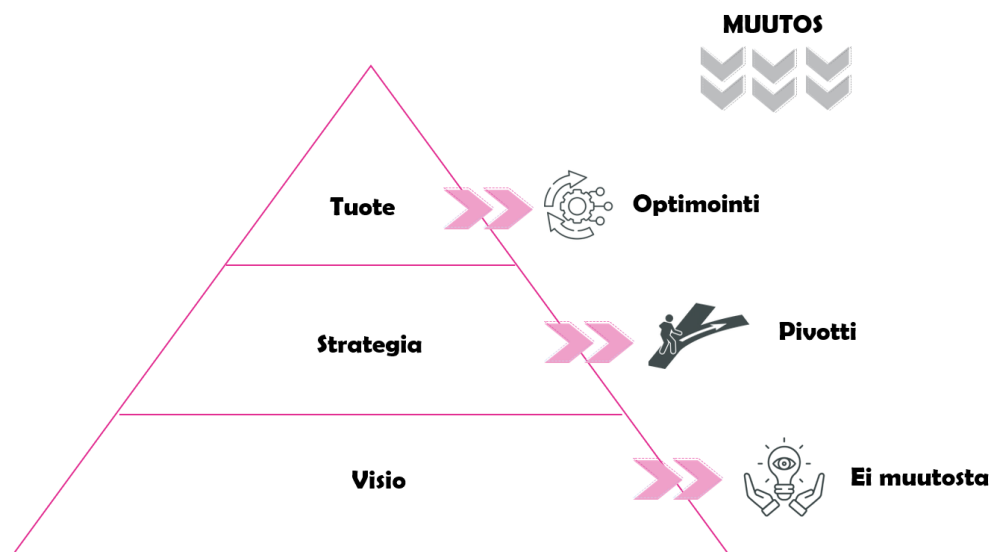 MUUTOS
Tuote
Optimointi
Strategia
Pivotti
Visio
Ei muutosta